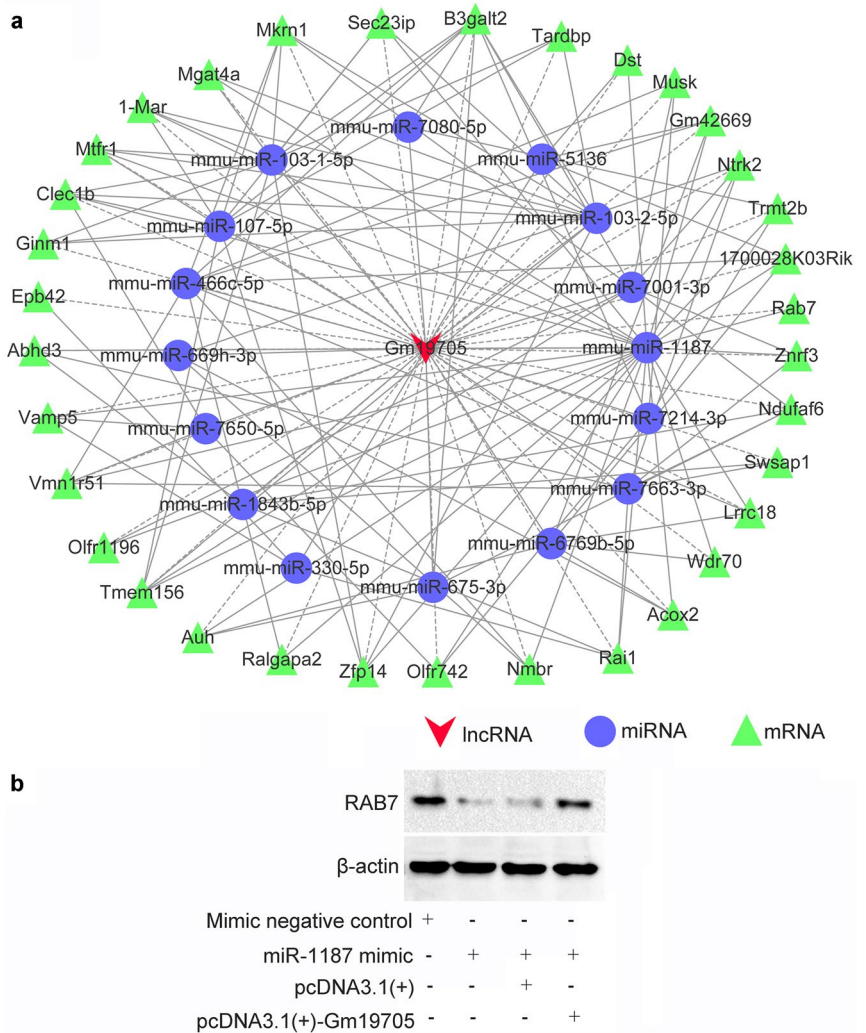 a
Mkrn1
Sec23ip
B3galt2
Tardbp
Mgat4a
Dst
Musk
1-Mar
Gm42669
mmu-miR-7080-5p
Mtfr1
mmu-miR-103-1-5p
mmu-miR-5136
Ntrk2
Clec1b
Trmt2b
mmu-miR-107-5p
mmu-miR-103-2-5p
Ginm1
1700028K03Rik
mmu-miR-466c-5p
mmu-miR-7001-3p
Epb42
Rab7
Abhd3
mmu-miR-669h-3p
Gm19705
mmu-miR-1187
Znrf3
Vamp5
mmu-miR-7650-5p
mmu-miR-7214-3p
Ndufaf6
Vmn1r51
Swsap1
mmu-miR-1843b-5p
mmu-miR-7663-3p
Lrrc18
Olfr1196
mmu-miR-6769b-5p
Wdr70
Tmem156
mmu-miR-330-5p
mmu-miR-675-3p
Acox2
Auh
Ralgapa2
Zfp14
Olfr742
Nmbr
Rai1
lncRNA miRNA mRNA
b
RAB7
β-actin
Mimic negative control + - - -
miR-1187 mimic - + + +
pcDNA3.1(+) - - + -
pcDNA3.1(+)-Gm19705 - - - +